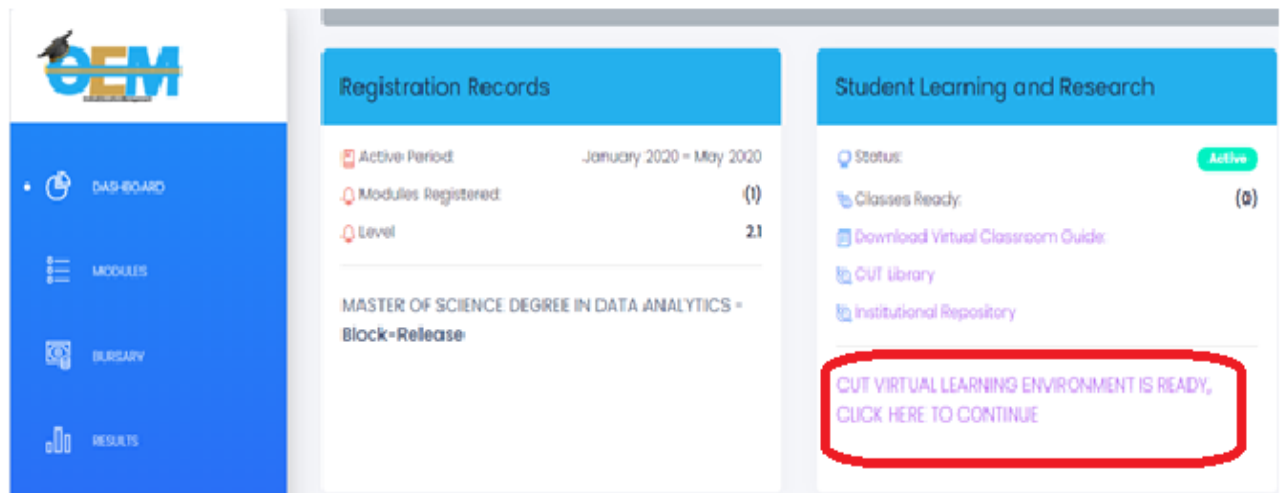 OEM
DASHBOARD
MODULES
BURSARY
RESULTS
Registration Records
Active Period: January 2020 - May 2020
Modules Registered: (1)
Level 2.1
MASTER OF SCIENCE DEGREE IN DATA ANALYTICS -
Block-Release
Student Learning and Research
Status: Active
Classes Ready: (0)
Download Virtual Classroom Guide:
CUT Library
Institutional Repository
CUT VIRTUAL LEARNING ENVIRONMENT IS READY,
CLICK HERE TO CONTINUE